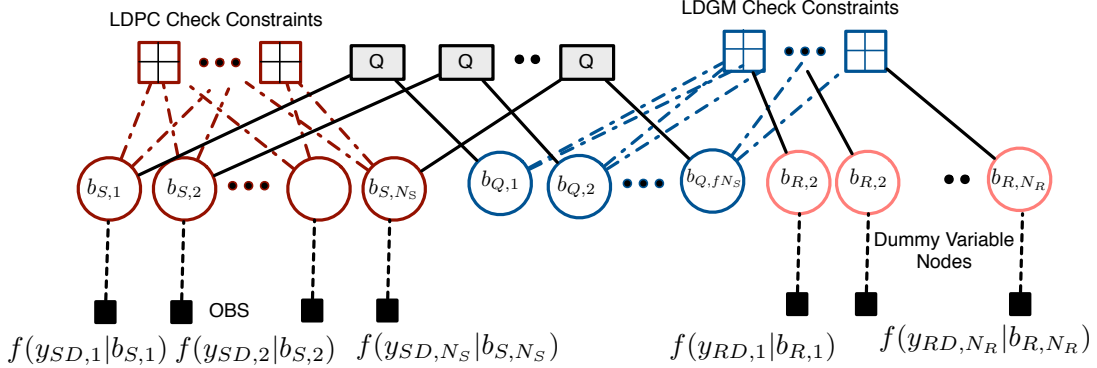 LDPC Check Constraints
LDGM Check Constraints
Q Q Q
b_{S,1} b_{S,2} b_{S,N_S} b_{Q,1} b_{Q,2} b_{Q,fN_S} b_{R,2} b_{R,2} b_{R,N_R}
Dummy Variable
Nodes
OBS
f(y_{SD,1}|b_{S,1}) f(y_{SD,2}|b_{S,2}) f(y_{SD,N_S}|b_{S,N_S}) f(y_{RD,1}|b_{R,1}) f(y_{RD,N_R}|b_{R,N_R})